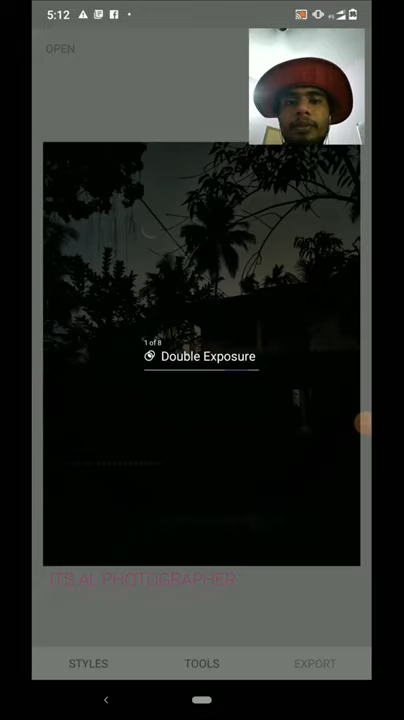 5:12
OPEN
1 of 8
Double Exposure
ITS AL PHOTOGRAPHER
STYLES TOOLS EXPORT